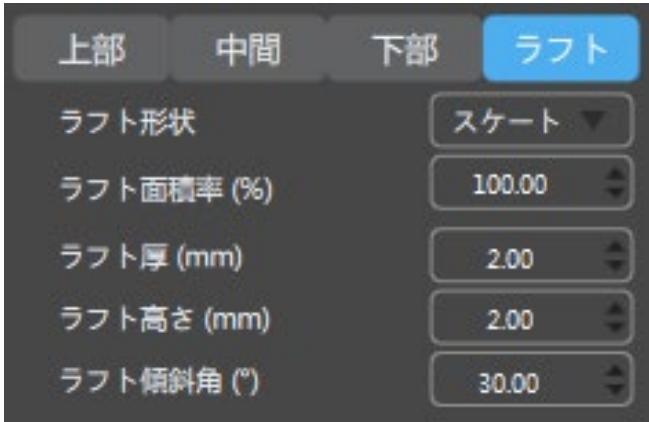 上部 中間 下部 ラフト
ラフト形状 スケート
ラフト面積率 (%) 100.00
ラフト厚 (mm) 2.00
ラフト高さ (mm) 2.00
ラフト傾斜角 (°) 30.00